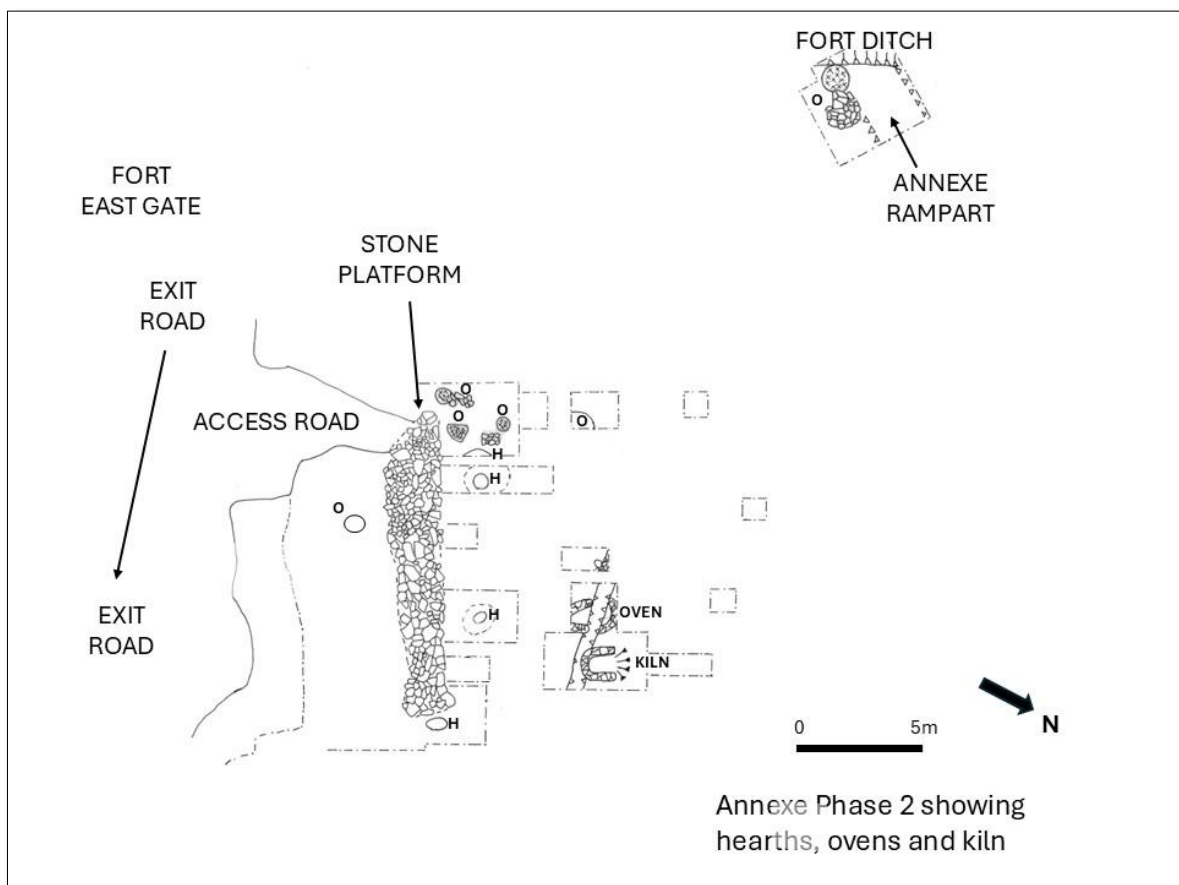 FORT DITCH
O
ANNEXE
RAMPART
FORT
EAST GATE
STONE
PLATFORM
EXIT
ROAD
ACCESS ROAD
O
O
O
O
H
H
O
H
OVEN
EXIT
ROAD
KILN
H
0 5m
N
Annexe Phase 2 showing
hearths, ovens and kiln